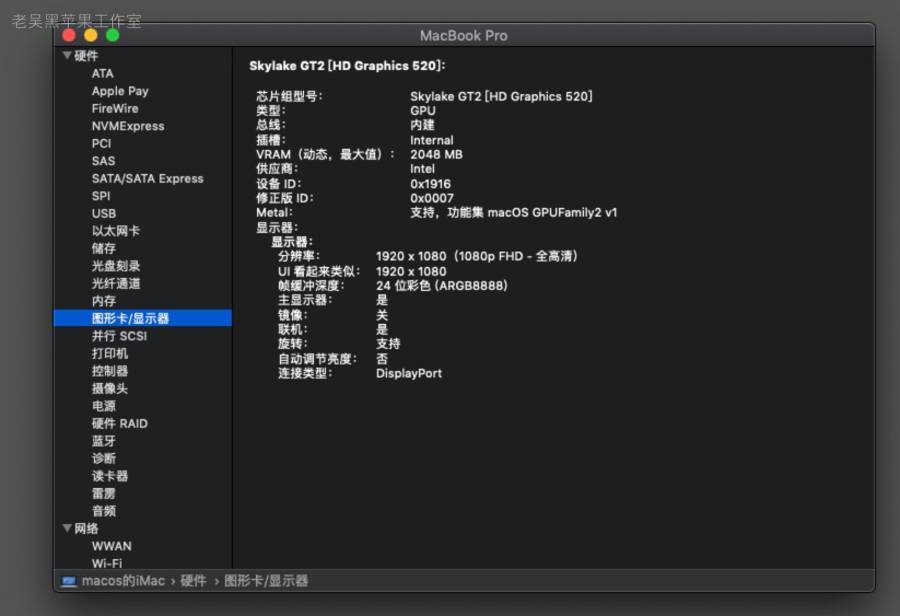 老吴黑苹果工作室
MacBook Pro
硬件
ATA
Apple Pay
FireWire
NVMExpress
PCI
SAS
SATA/SATA Express
SPI
USB
以太网卡
储存
光盘刻录
光纤通道
内存
图形卡/显示器
并行 SCSI
打印机
控制器
摄像头
电源
硬件 RAID
蓝牙
诊断
读卡器
雷雳
音频
网络
WWAN
Wi-Fi
Skylake GT2 [HD Graphics 520]:
芯片组型号: Skylake GT2 [HD Graphics 520]
类型: GPU
总线: 内建
插槽: Internal
VRAM（动态，最大值）: 2048 MB
供应商: Intel
设备 ID: 0x1916
修正版 ID: 0x0007
Metal: 支持，功能集 macOS GPUFamily2 v1
显示器:
显示器:
分辨率: 1920 x 1080（1080p FHD - 全高清）
UI 看起来类似: 1920 x 1080
帧缓冲深度: 24 位彩色 (ARGB8888)
主显示器: 是
镜像: 关
联机: 是
旋转: 支持
自动调节亮度: 否
连接类型: DisplayPort
macos的iMac › 硬件 › 图形卡/显示器